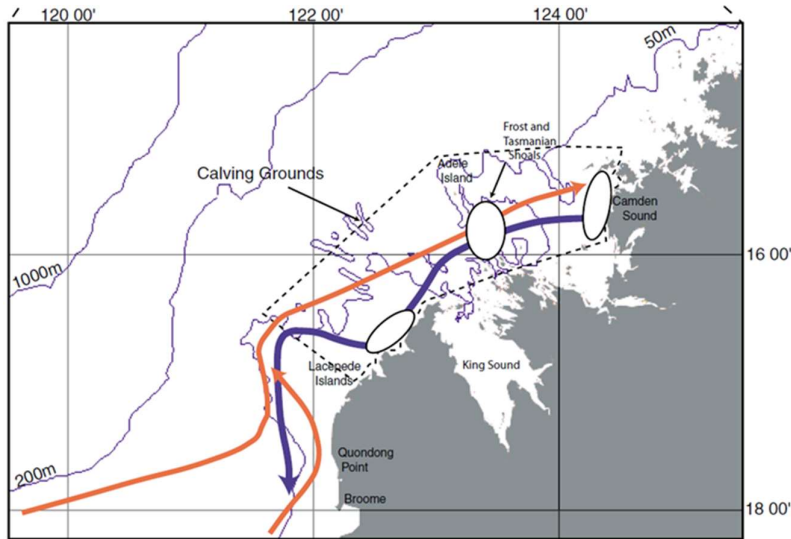 120 00'
122 00'
124 00'
50m
Frost and
Tasmanian
Shoals
Adele
Island
Calving Grounds
Camden
Sound
16 00'
1000m
Lacepede
Islands
King Sound
Quondong
Point
200m
Broome
18 00'